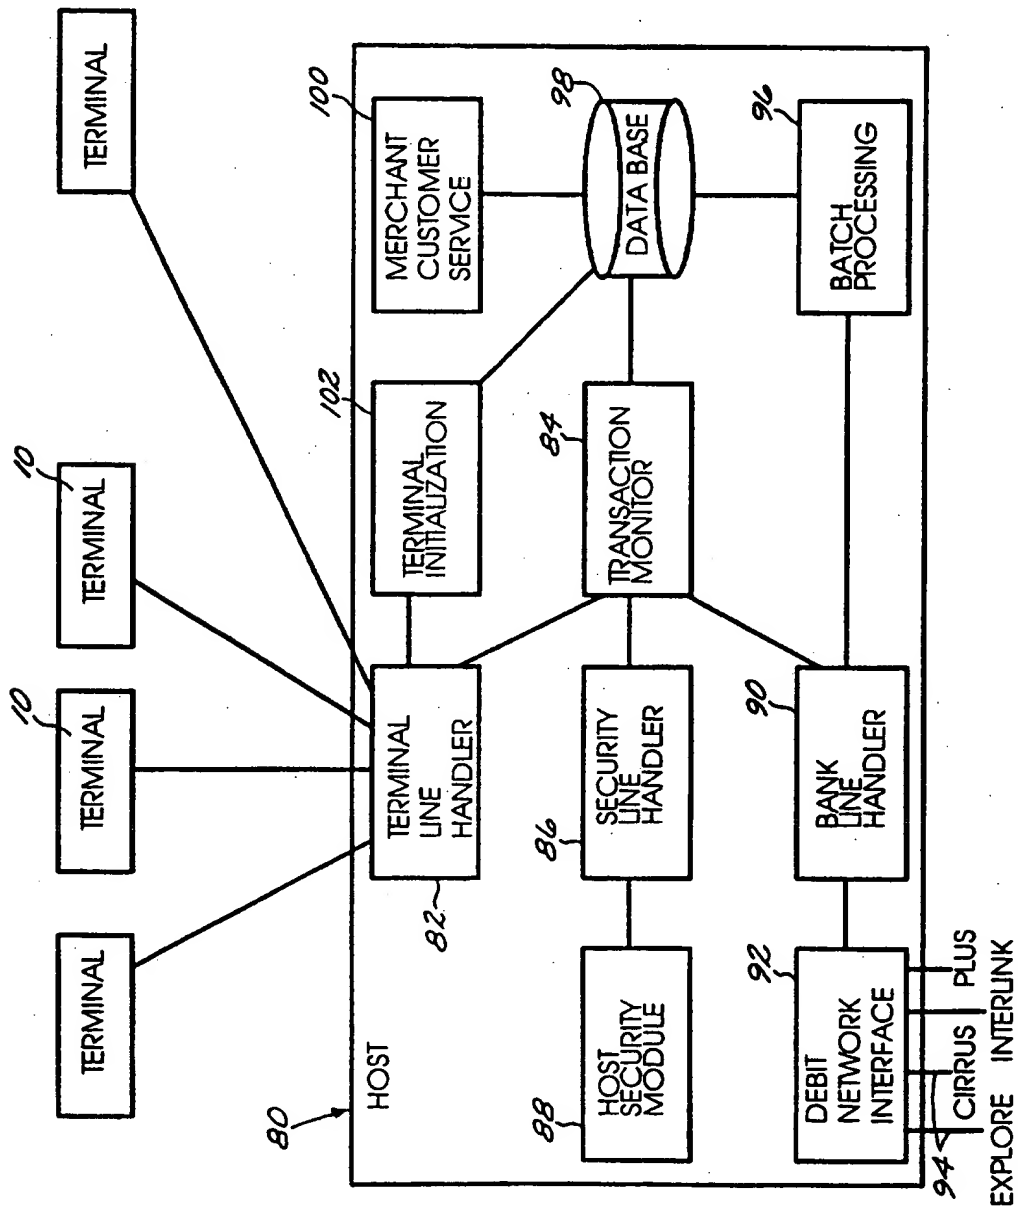 TERMINAL
10
TERMINAL
10
TERMINAL
TERMINAL
80
HOST
82
TERMINAL
LINE
HANDLER
102
TERMINAL
INITIALIZATION
100
MERCHANT
CUSTOMER
SERVICE
88
HOST
SECURITY
MODULE
86
SECURITY
LINE
HANDLER
84
TRANSACTION
MONITOR
98
DATA BASE
92
DEBIT
NETWORK
INTERFACE
90
BANK
LINE
HANDLER
96
BATCH
PROCESSING
94
CIRRUS
PLUS
EXPLORE
INTERLINK